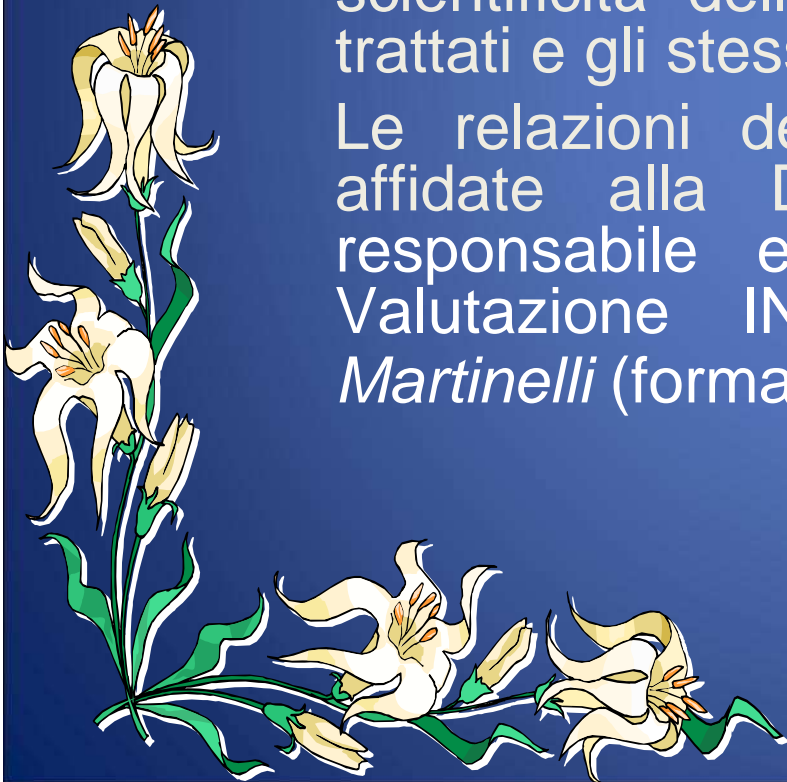 trattati e gli stess
Le relazioni de
affidate alla D
responsabile e
Valutazione IN
Martinelli (forma